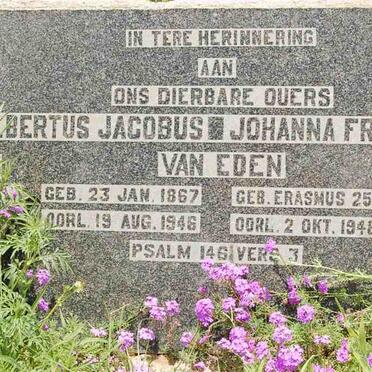 IN TERE HERINNERING
AAN
ONS DIERBARE OUERS
BERTUS JACOBUS JOHANNA FR
VAN EDEN
GEB. 23 JAN. 1867 GEB. ERASMUS 25
OORL. 19 AUG. 1946 OORL. 2 OKT. 1948
PSALM 146 VERS 3